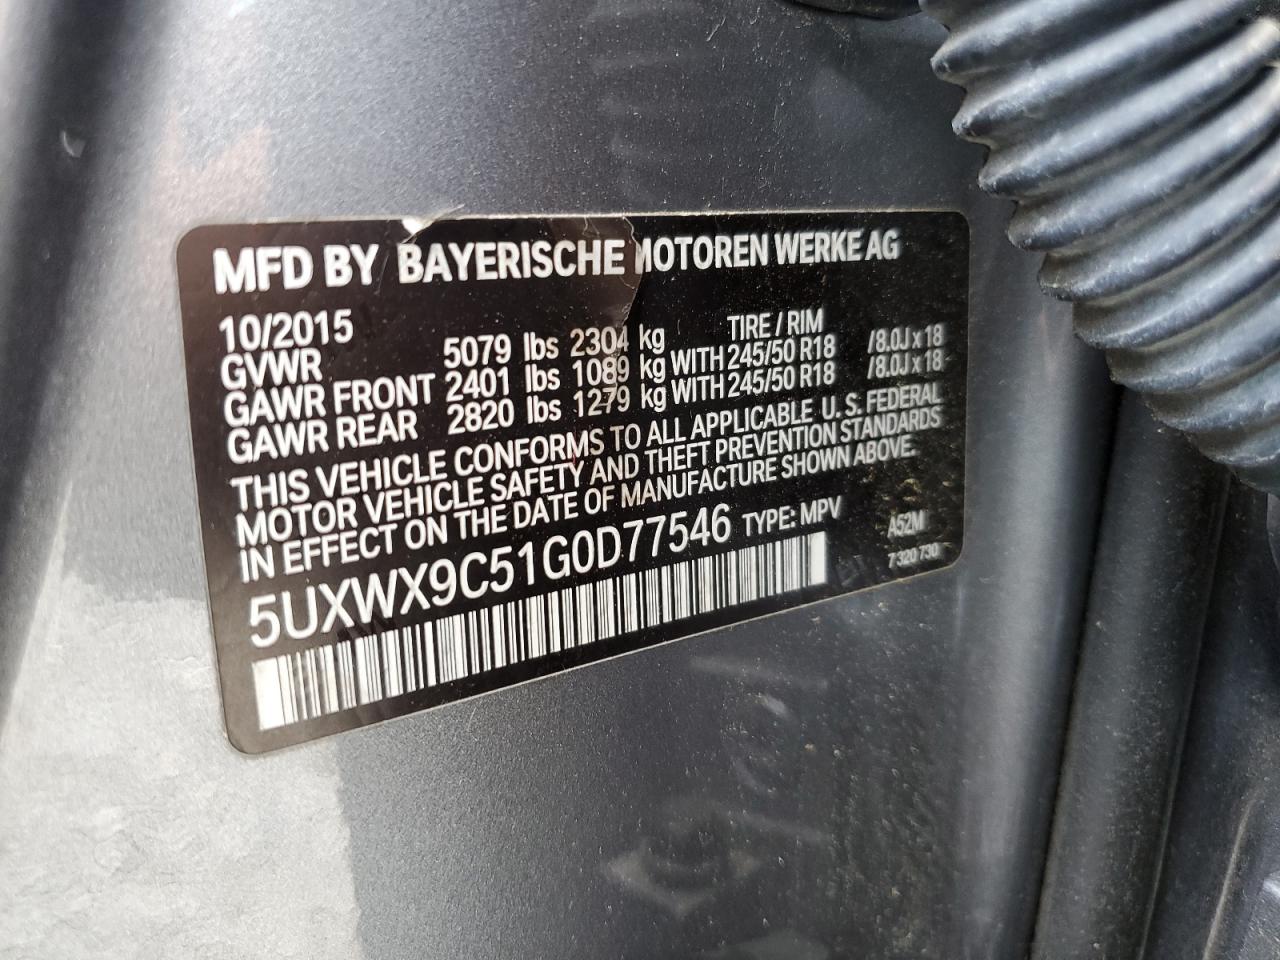 MFD BY BAYERISCHE MOTOREN WERKE AG
10/2015 TIRE / RIM
GVWR 5079 lbs 2304 kg
GAWR FRONT 2401 lbs 1089 kg WITH 245/50 R18 /8.0J x 18
GAWR REAR 2820 lbs 1279 kg WITH 245/50 R18 /8.0J x 18
THIS VEHICLE CONFORMS TO ALL APPLICABLE U.S. FEDERAL
MOTOR VEHICLE SAFETY AND THEFT PREVENTION STANDARDS
IN EFFECT ON THE DATE OF MANUFACTURE SHOWN ABOVE.
5UXWX9C51G0D77546 TYPE: MPV A52M
7 320 730